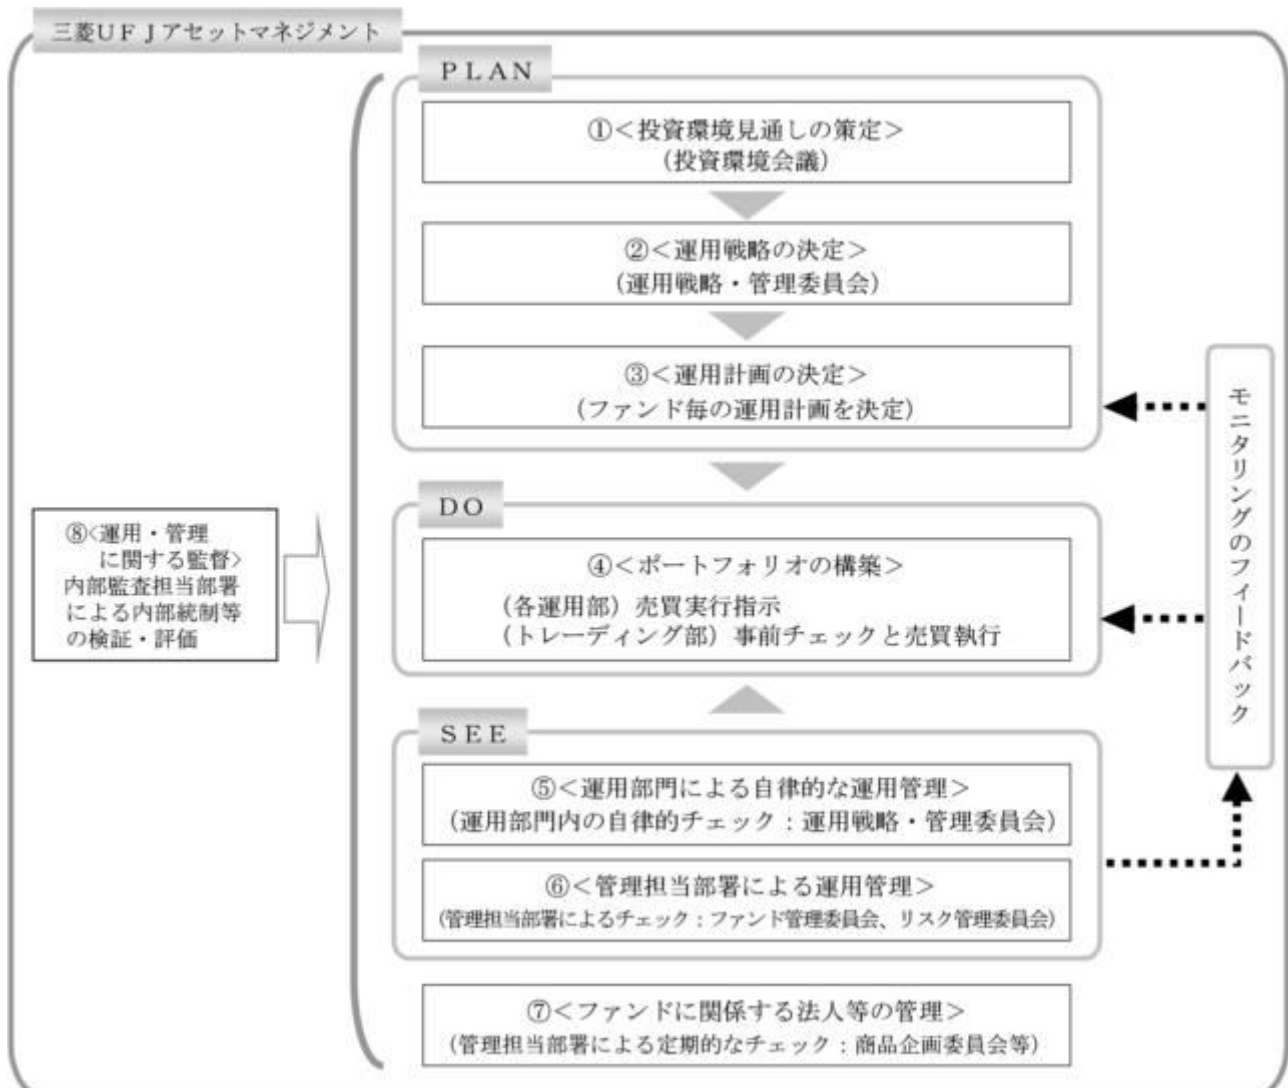 三菱ＵＦＪアセットマネジメント
ＰＬＡＮ
①＜投資環境見通しの策定＞
（投資環境会議）
②＜運用戦略の決定＞
（運用戦略・管理委員会）
③＜運用計画の決定＞
（ファンド毎の運用計画を決定）
ＤＯ
④＜ポートフォリオの構築＞
（各運用部）売買実行指示
（トレーディング部）事前チェックと売買執行
ＳＥＥ
⑤＜運用部門による自律的な運用管理＞
（運用部門内の自律的チェック：運用戦略・管理委員会）
⑥＜管理担当部署による運用管理＞
（管理担当部署によるチェック：ファンド管理委員会、リスク管理委員会）
⑦＜ファンドに関係する法人等の管理＞
（管理担当部署による定期的なチェック：商品企画委員会等）
⑧＜運用・管理
に関する監督＞
内部監査担当部署
による内部統制等
の検証・評価
モニタリングのフィードバック